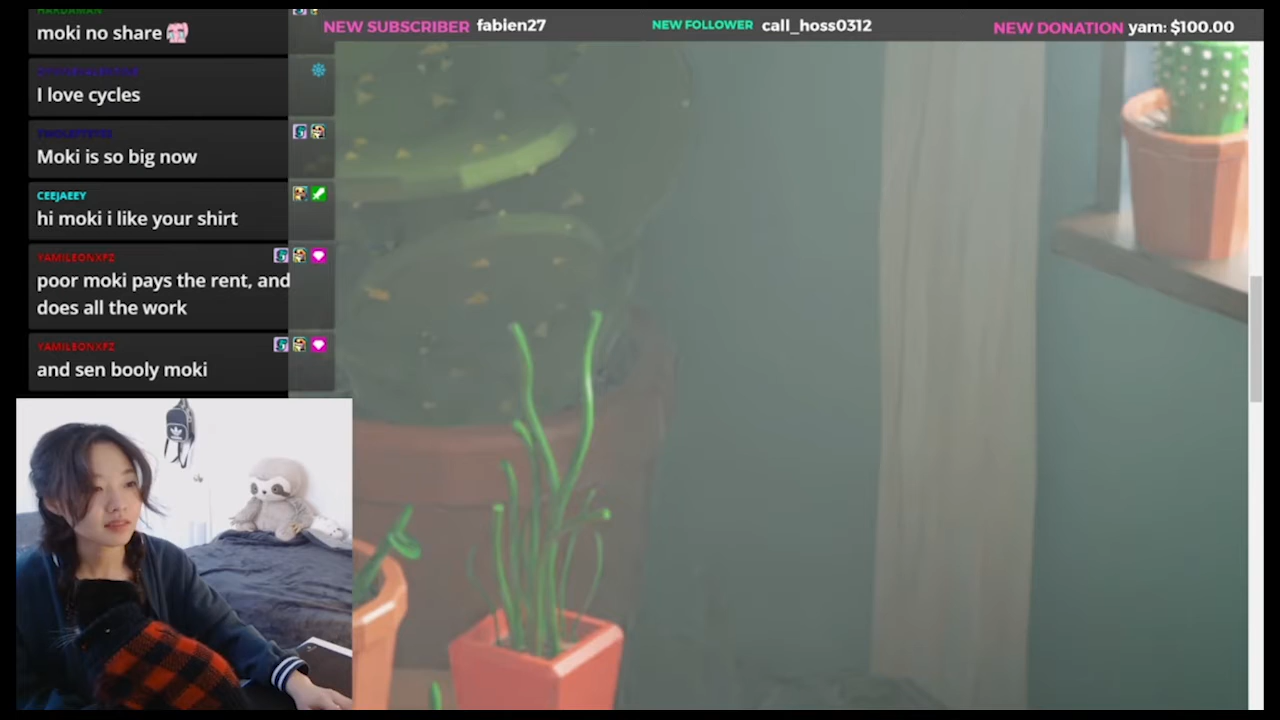 NEW SUBSCRIBER fabien27
NEW FOLLOWER call_hoss0312
NEW DONATION yam: $100.00
moki no share
I love cycles
Moki is so big now
CEEJAEEY
hi moki i like your shirt
YAMILEONXPZ
poor moki pays the rent, and
does all the work
YAMILEONXPZ
and sen booly moki